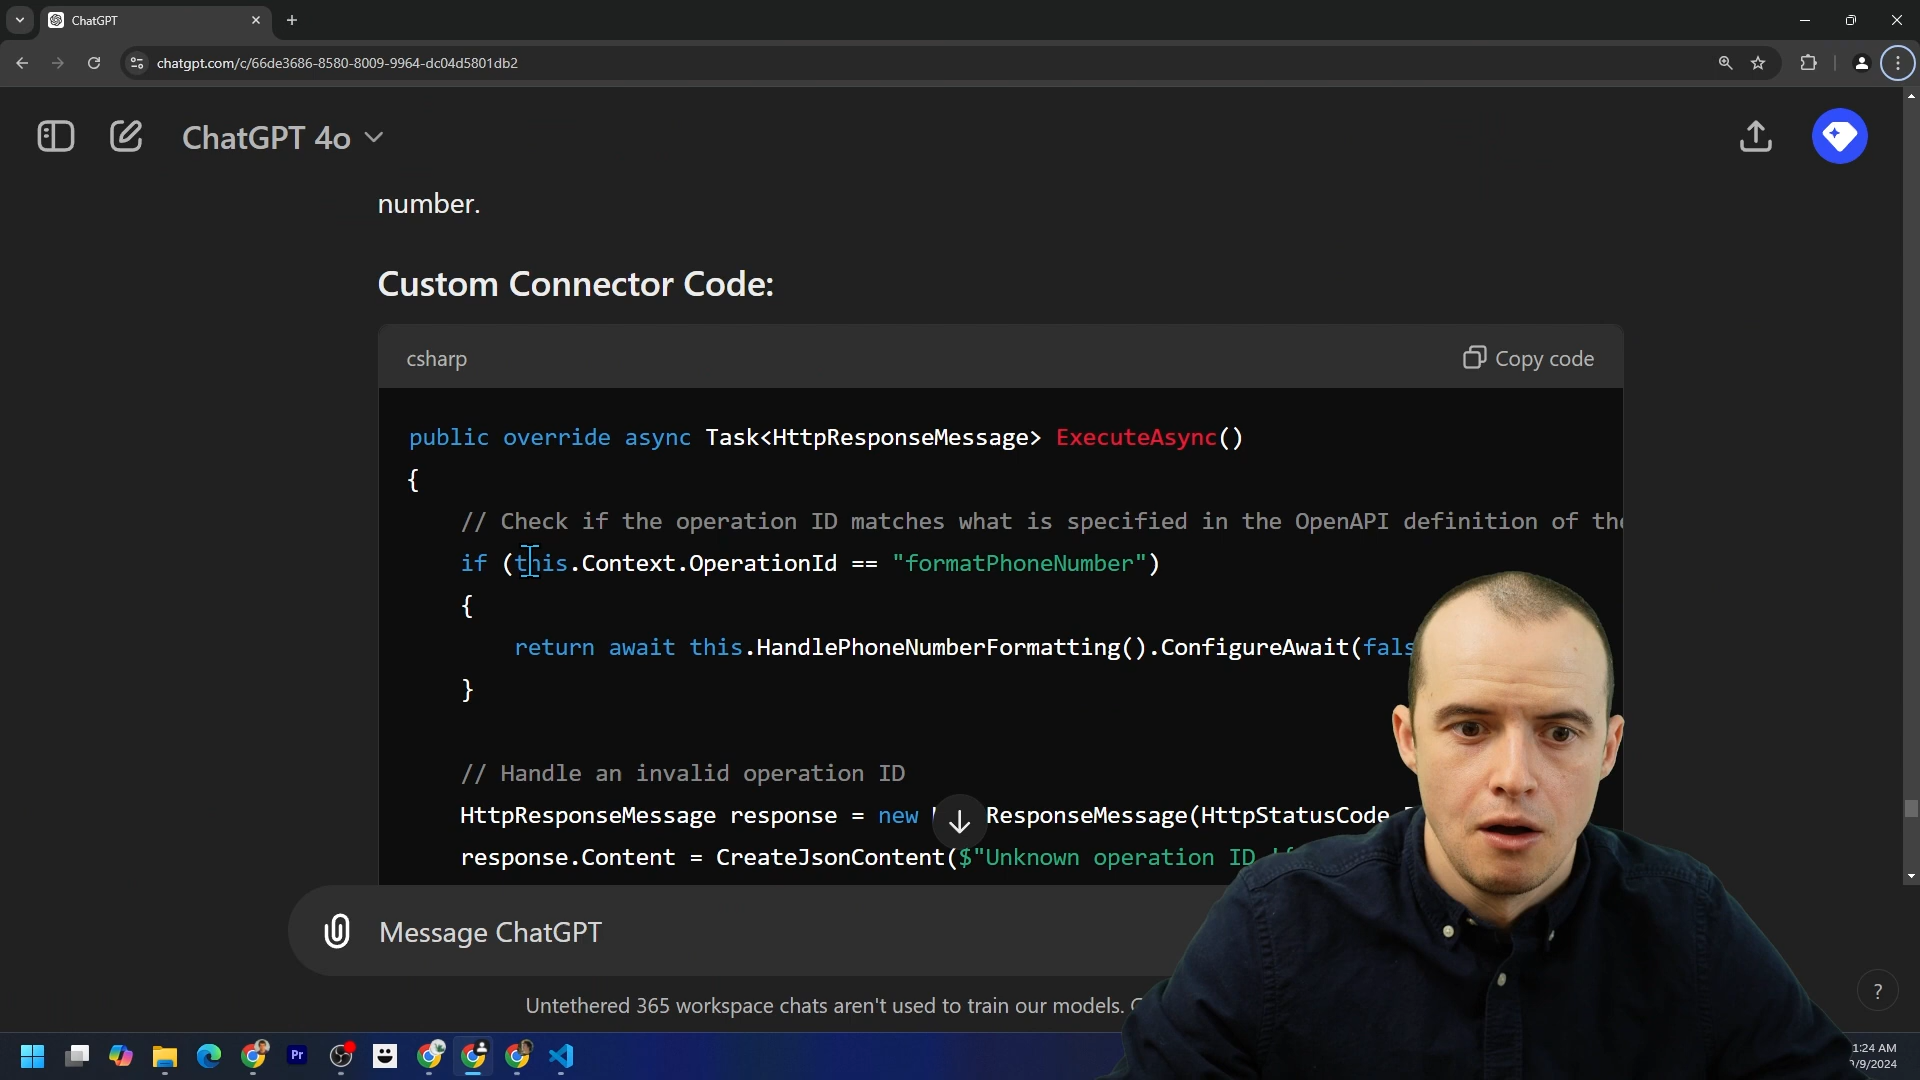 ChatGPT
chatgpt.com/c/66de3686-8580-8009-9964-dc04d5801db2
ChatGPT 4o
number.
Custom Connector Code:
csharp
Copy code
public override async Task<HttpResponseMessage> ExecuteAsync()
{
// Check if the operation ID matches what is specified in the OpenAPI definition of the
if (this.Context.OperationId == "formatPhoneNumber")
{
return await this.HandlePhoneNumberFormatting().ConfigureAwait(fals
}
// Handle an invalid operation ID
HttpResponseMessage response = new ResponseMessage(HttpStatusCode
response.Content = CreateJsonContent($"Unknown operation ID
Message ChatGPT
Untethered 365 workspace chats aren't used to train our models.
?
Pr
1:24 AM
/9/2024